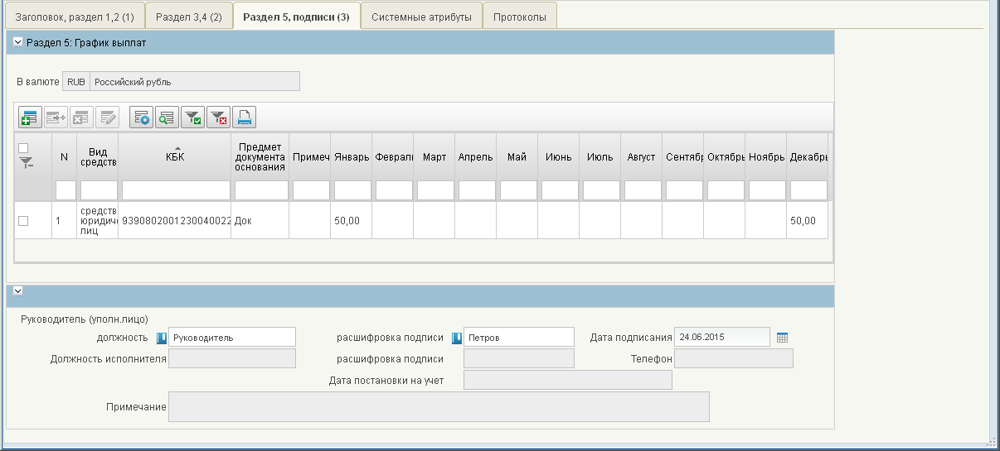 Заголовок, раздел 1,2 (1) Раздел 3,4 (2) Раздел 5, подписи (3) Системные атрибуты Протоколы
Раздел 5: График выплат
В валюте RUB Российский рубль
N Вид средств КБК Предмет документа основания Примеч Январь Феврал Март Апрель Май Июнь Июль Август Сентябр Октябрь Ноябрь Декабрь
1 средств юридиче лиц 9390802001230040022 Док 50,00 50,00
Руководитель (уполн.лицо)
должность Руководитель расшифровка подписи Петров Дата подписания 24.06.2015
Должность исполнителя расшифровка подписи Телефон
Дата постановки на учет
Примечание